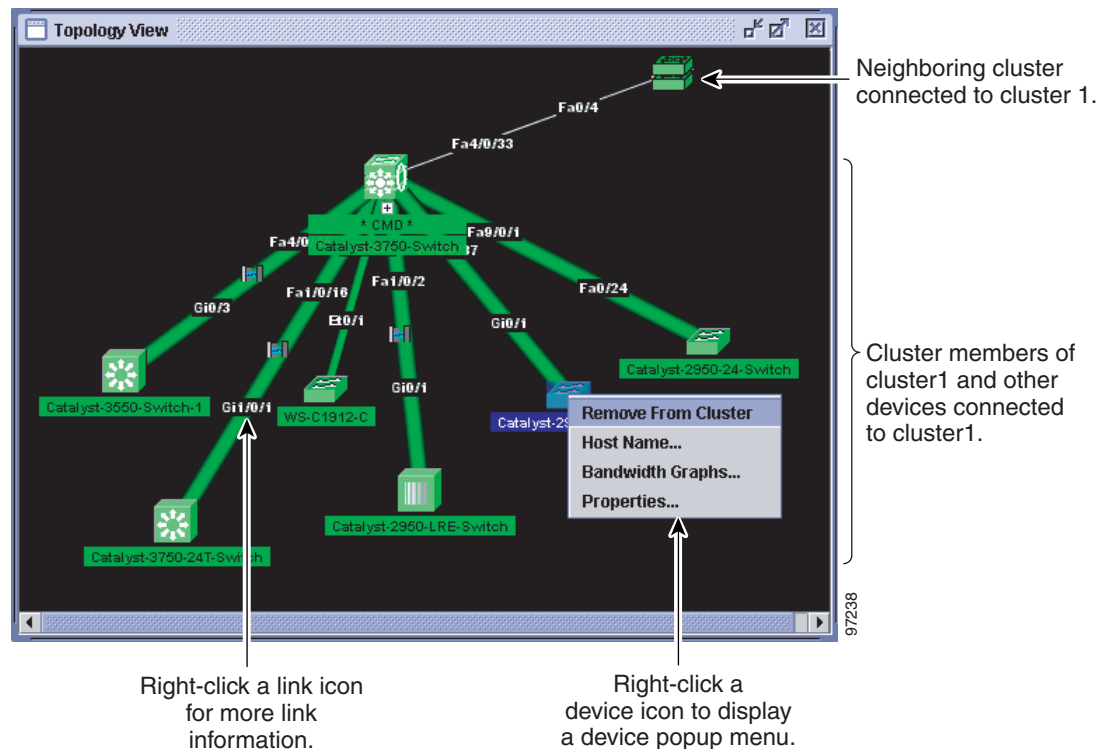 Topology View
Neighboring cluster
connected to cluster 1.
Fa0/4
Fa4/0/33
* CMD *
Catalyst-3750-Switch
Fa9/0/1
Fa4/0
37
Fa1/0/16
Fa1/0/2
Fa0/24
Gi0/3
Et0/1
Gi0/1
Gi0/1
Catalyst-2950-24-Switch
Catalyst-3550-Switch-1
Gi1/0/1
WS-C1912-C
Catalyst-29
Remove From Cluster
Host Name...
Bandwidth Graphs...
Properties...
Cluster members of
cluster1 and other
devices connected
to cluster1.
Catalyst-2950-LRE-Switch
Catalyst-3750-24T-Switch
97238
Right-click a link icon
for more link
information.
Right-click a
device icon to display
a device popup menu.